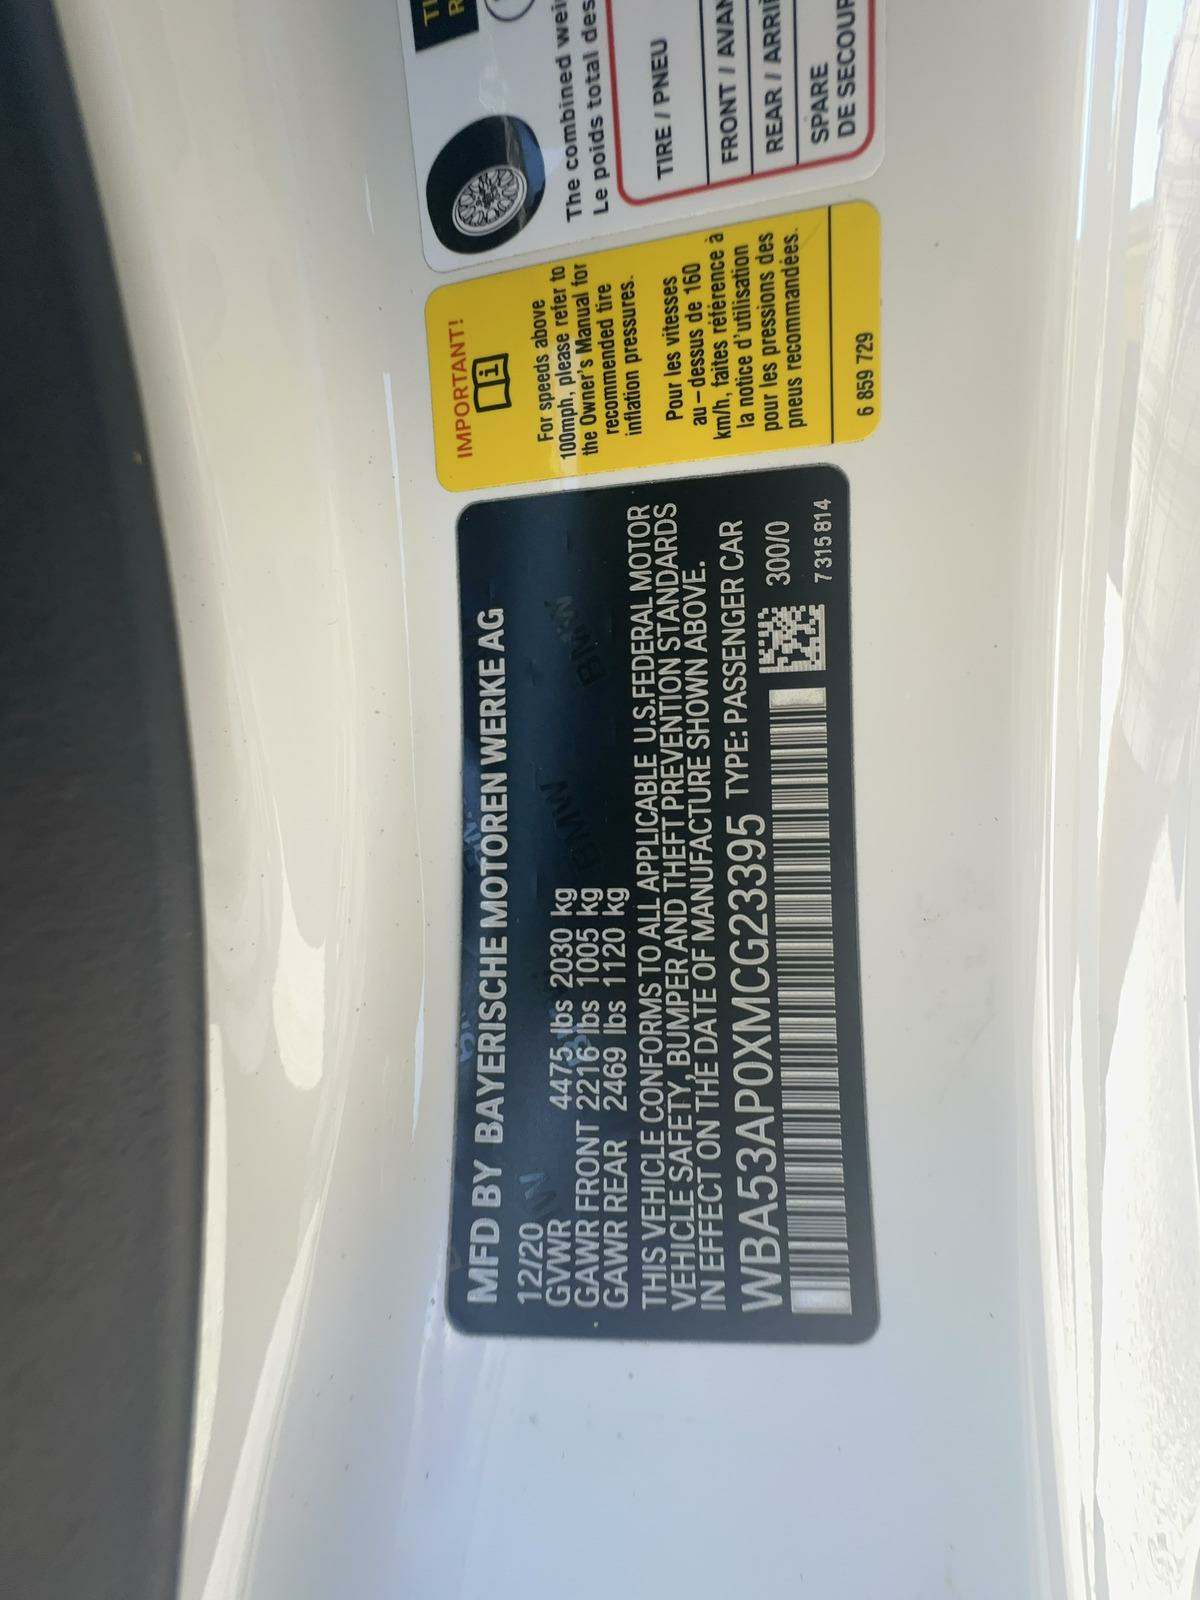 MFD BY BAYERISCHE MOTOREN WERKE AG
12/20
GVWR 4475 lbs 2030 kg
GAWR FRONT 2216 lbs 1005 kg
GAWR REAR 2469 lbs 1120 kg
THIS VEHICLE CONFORMS TO ALL APPLICABLE U.S.FEDERAL MOTOR
VEHICLE SAFETY, BUMPER AND THEFT PREVENTION STANDARDS
IN EFFECT ON THE DATE OF MANUFACTURE SHOWN ABOVE.
WBA53AP0XMCG23395 TYPE: PASSENGER CAR
300/0
7 315 814
BMW
BMW
IMPORTANT!
For speeds above
100mph, please refer to
the Owner's Manual for
recommended tire
inflation pressures.
Pour les vitesses
au – dessus de 160
km/h, faites référence à
la notice d'utilisation
pour les pressions des
pneus recommandées.
6 859 729
The combined
Le poids total
TIRE / PNEU
FRONT /
REAR /
SPARE
DE